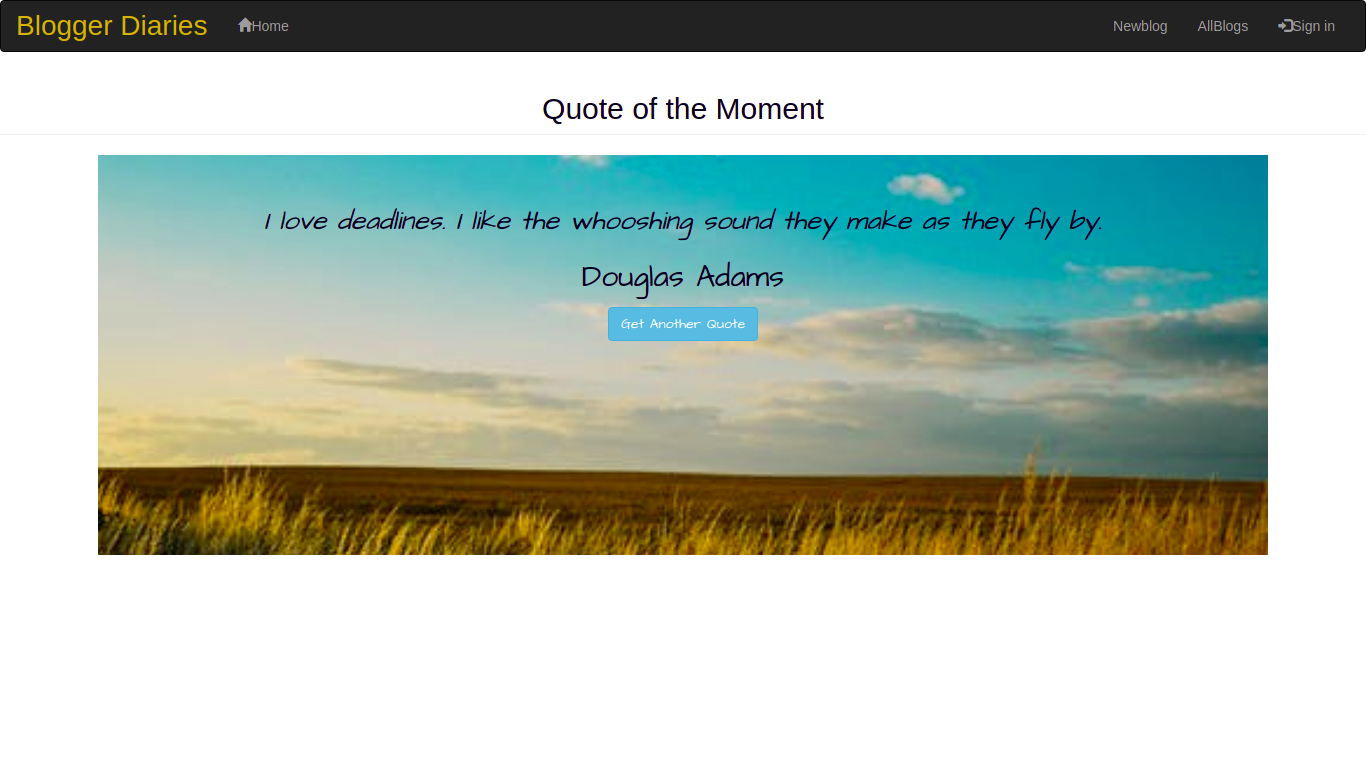 Blogger Diaries Home Newblog AllBlogs Sign in
Quote of the Moment
I love deadlines. I like the whooshing sound they make as they fly by.
Douglas Adams
Get Another Quote